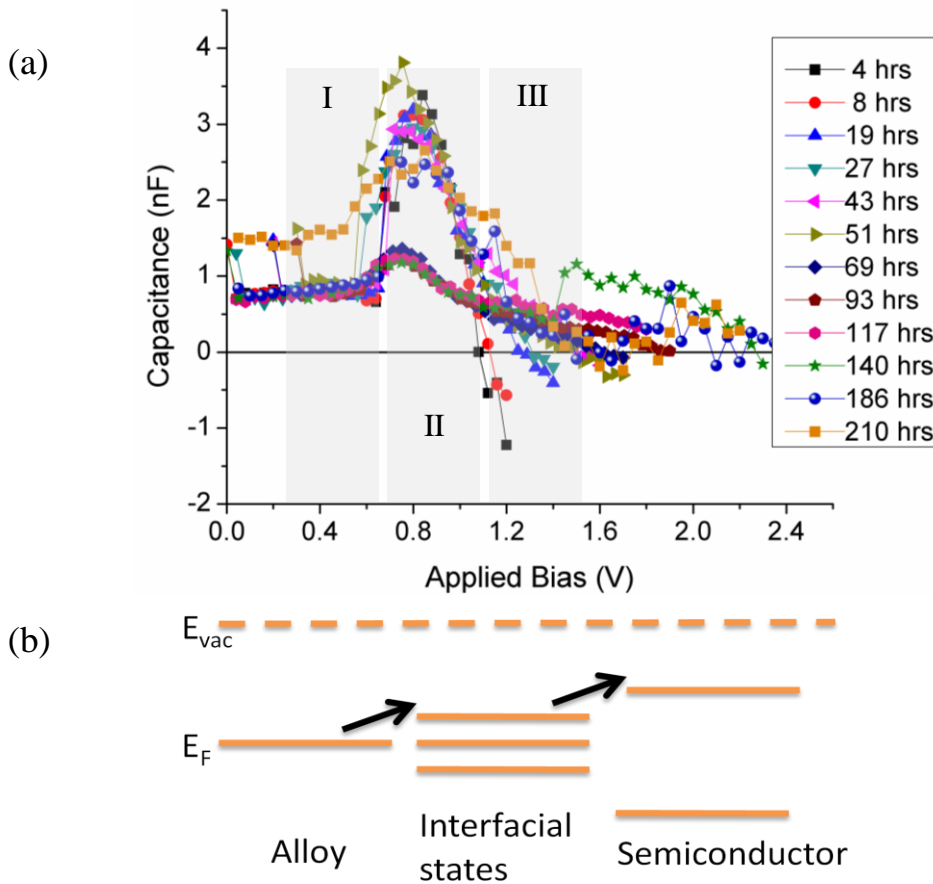 (a)
I
II
III
Capacitance (nF)
4
3
2
1
0
-1
-2
0.0 0.4 0.8 1.2 1.6 2.0 2.4
Applied Bias (V)
4 hrs
8 hrs
19 hrs
27 hrs
43 hrs
51 hrs
69 hrs
93 hrs
117 hrs
140 hrs
186 hrs
210 hrs
(b)
Evac
EF
Alloy
Interfacial
states
Semiconductor